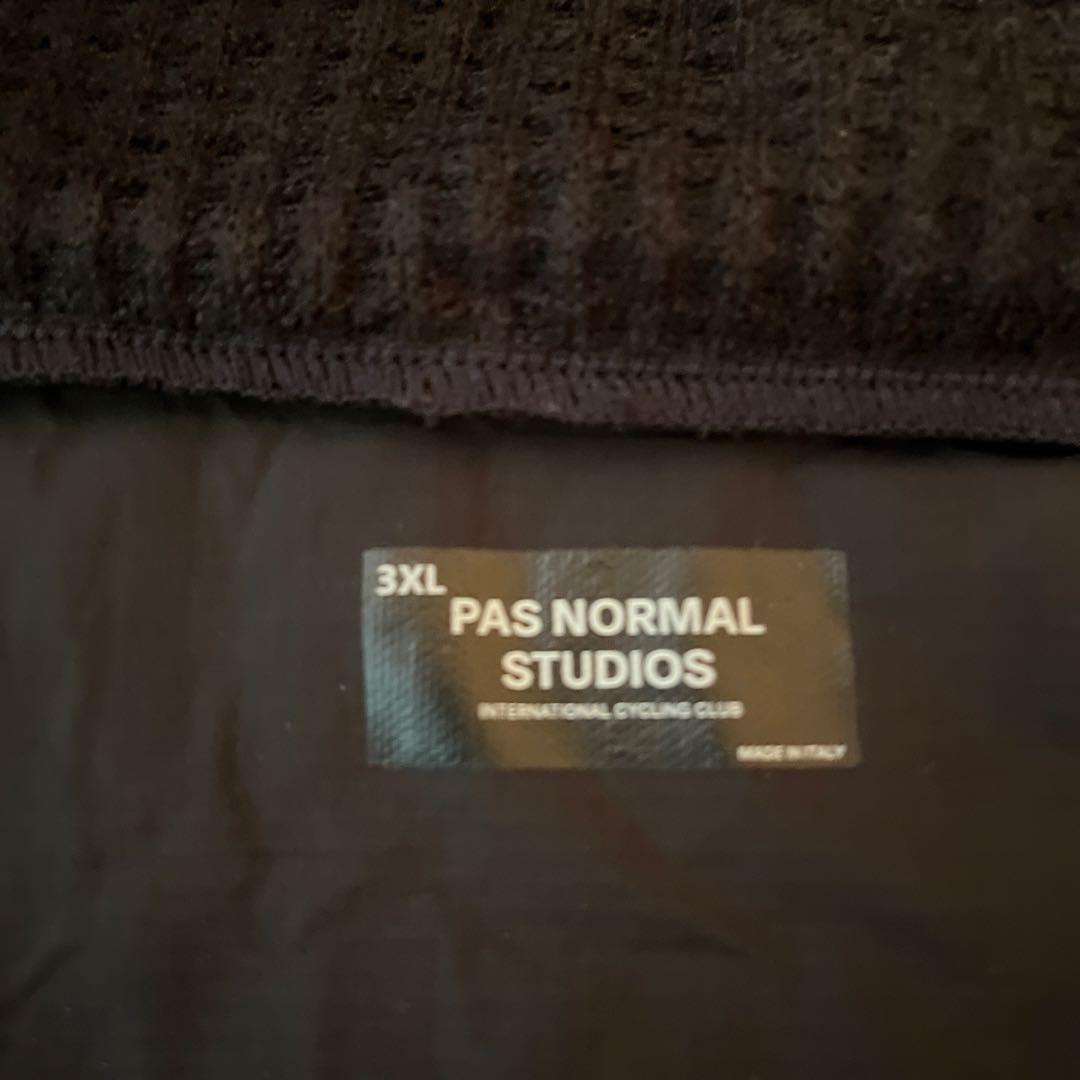 3XL
PAS NORMAL
STUDIOS
INTERNATIONAL CYCLING CLUB
MADE IN ITALY